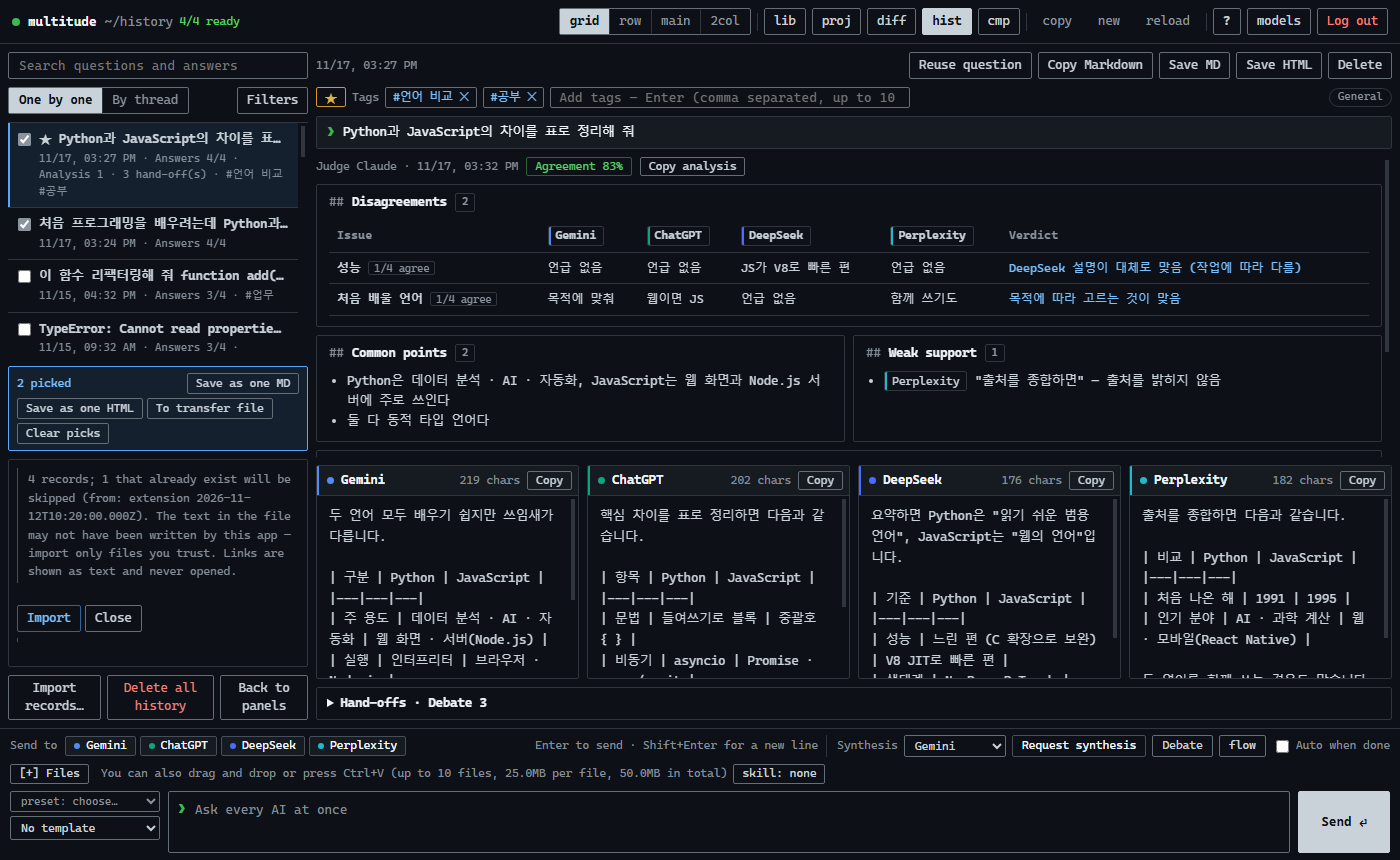 multitude ~/history 4/4 ready
grid row main 2col lib proj diff hist cmp copy new reload ? models Log out
Search questions and answers
One by one By thread Filters
★ Python과 JavaScript의 차이를 표…
11/17, 03:27 PM · Answers 4/4 ·
Analysis 1 · 3 hand-off(s) · #언어 비교
#공부
처음 프로그래밍을 배우려는데 Python과…
11/17, 03:24 PM · Answers 4/4
이 함수 리팩터링해 줘 function add(…
11/15, 04:32 PM · Answers 3/4 · #업무
TypeError: Cannot read propertie…
11/15, 09:32 AM · Answers 3/4 ·
2 picked Save as one MD
Save as one HTML To transfer file
Clear picks
4 records; 1 that already exist will be
skipped (from: extension 2026-11-
12T10:20:00.000Z). The text in the file
may not have been written by this app —
import only files you trust. Links are
shown as text and never opened.
Import Close
Import records… Delete all history Back to panels
11/17, 03:27 PM Reuse question Copy Markdown Save MD Save HTML Delete
★ Tags #언어 비교 × #공부 × Add tags — Enter (comma separated, up to 10 General
❯ Python과 JavaScript의 차이를 표로 정리해 줘
Judge Claude · 11/17, 03:32 PM Agreement 83% Copy analysis
## Disagreements 2
Issue Gemini ChatGPT DeepSeek Perplexity Verdict
성능 1/4 agree 언급 없음 언급 없음 JS가 V8로 빠른 편 언급 없음 DeepSeek 설명이 대체로 맞음 (작업에 따라 다름)
처음 배울 언어 1/4 agree 목적에 맞춰 웹이면 JS 언급 없음 함께 쓰기도 목적에 따라 고르는 것이 맞음
## Common points 2
• Python은 데이터 분석 · AI · 자동화, JavaScript는 웹 화면과 Node.js 서
버에 주로 쓰인다
• 둘 다 동적 타입 언어다
## Weak support 1
• Perplexity "출처를 종합하면" — 출처를 밝히지 않음
Gemini 219 chars Copy
두 언어 모두 배우기 쉽지만 쓰임새가
다릅니다.
| 구분 | Python | JavaScript |
|---|---|---|
| 주 용도 | 데이터 분석 · AI · 자
동화 | 웹 화면 · 서버(Node.js) |
| 실행 | 인터프리터 | 브라우저 ·
ChatGPT 202 chars Copy
핵심 차이를 표로 정리하면 다음과 같
습니다.
| 항목 | Python | JavaScript |
|---|---|---|
| 문법 | 들여쓰기로 블록 | 중괄호
{ } |
| 비동기 | asyncio | Promise ·
DeepSeek 176 chars Copy
요약하면 Python은 "읽기 쉬운 범용
언어", JavaScript는 "웹의 언어"입
니다.
| 기준 | Python | JavaScript |
|---|---|---|
| 성능 | 느린 편 (C 확장으로 보완)
| V8 JIT로 빠른 편 |
Perplexity 182 chars Copy
출처를 종합하면 다음과 같습니다.
| 비교 | Python | JavaScript |
|---|---|---|
| 처음 나온 해 | 1991 | 1995 |
| 인기 분야 | AI · 과학 계산 | 웹
· 모바일(React Native) |
▶ Hand-offs · Debate 3
Send to Gemini ChatGPT DeepSeek Perplexity Enter to send · Shift+Enter for a new line Synthesis Gemini Request synthesis Debate flow Auto when done
[+] Files You can also drag and drop or press Ctrl+V (up to 10 files, 25.0MB per file, 50.0MB in total) skill: none
preset: choose…
No template
❯ Ask every AI at once
Send ⏎